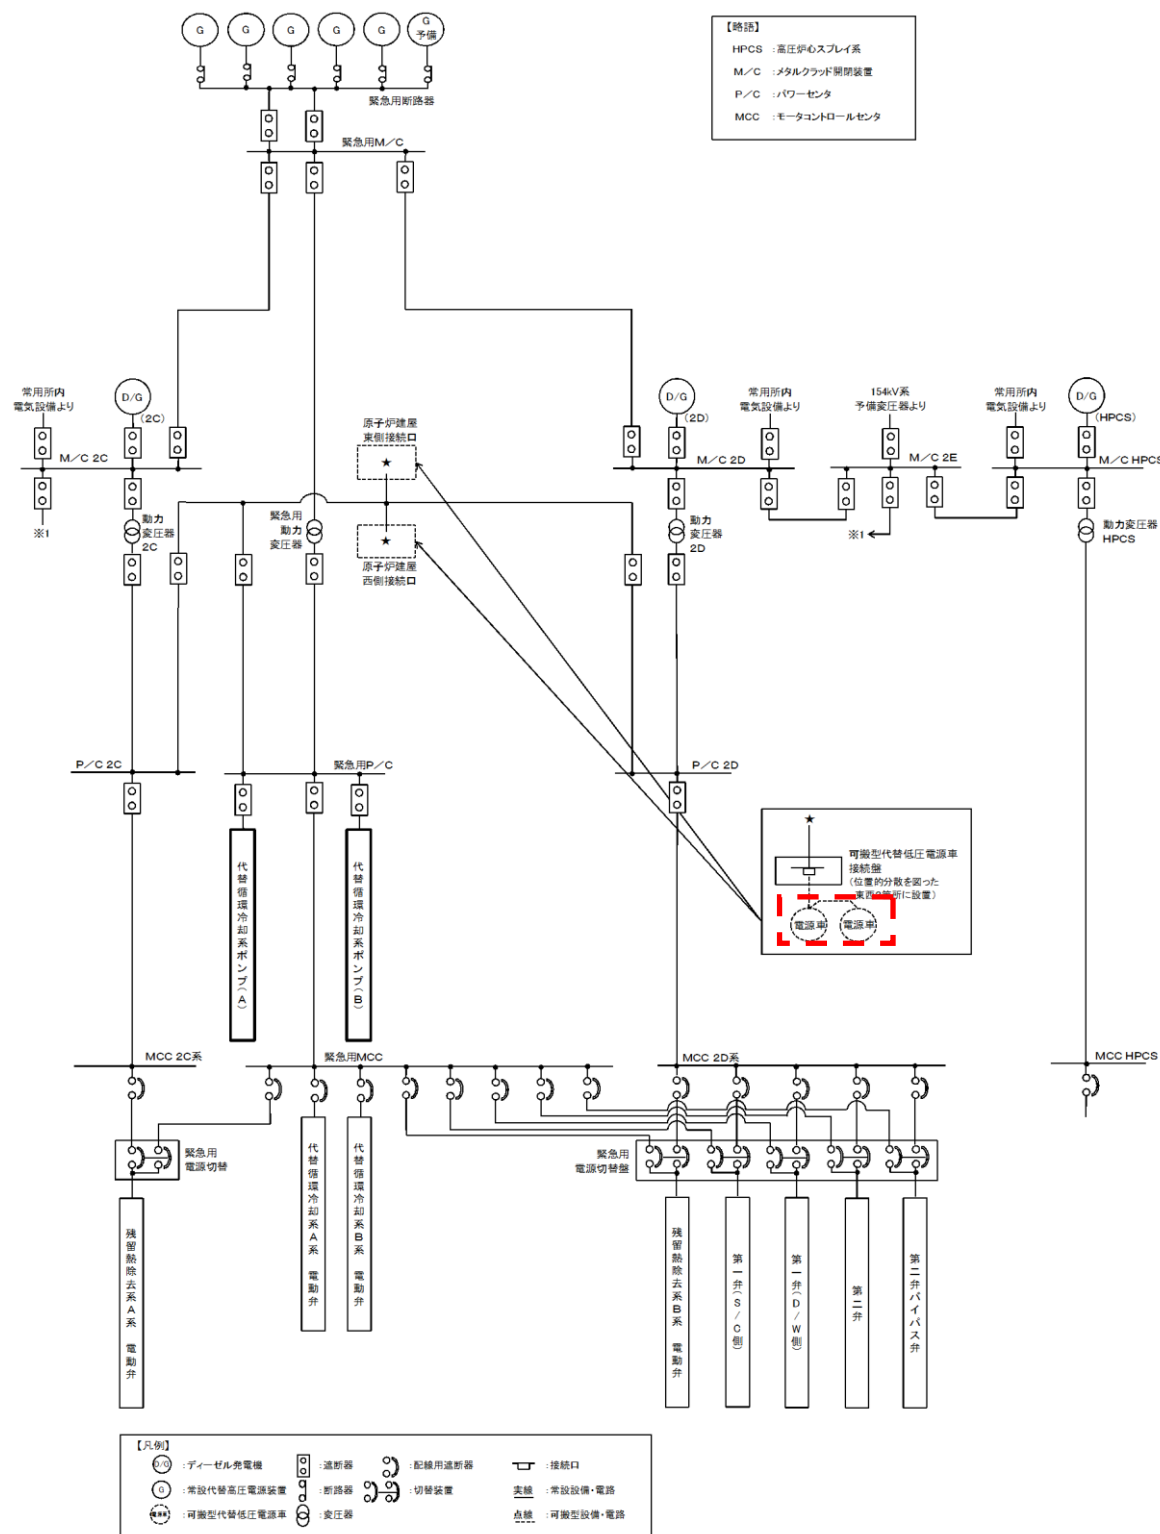 G
G
G
G
G
G
予備
緊急用断路器
緊急用M/C
【略語】
HPCS :高圧炉心スプレイ系
M/C :メタルクラッド開閉装置
P/C :パワーセンタ
MCC :モータコントロールセンタ
常用所内
電気設備より
D/G
(2C)
M/C 2C
※1
動力
変圧器
2C
原子炉建屋
東側接続口
★
★
原子炉建屋
西側接続口
緊急用
動力
変圧器
D/G
(2D)
M/C 2D
動力
変圧器
2D
常用所内
電気設備より
154kV系
予備変圧器より
M/C 2E
※1
常用所内
電気設備より
D/G
(HPCS)
M/C HPCS
動力変圧器
HPCS
P/C 2C
緊急用P/C
P/C 2D
代替循環冷却系ポンプ(A)
代替循環冷却系ポンプ(B)
★
可搬型代替低圧電源車
接続盤
(位置的分散を図った
東西2箇所に設置)
電源車
電源車
MCC 2C系
緊急用MCC
MCC 2D系
MCC HPCS
緊急用
電源切替
緊急用
電源切替盤
残留熱除去系A系 電動弁
代替循環冷却系A系 電動弁
代替循環冷却系B系 電動弁
残留熱除去系B系 電動弁
第一弁(S/C側)
第一弁(D/W側)
第二弁
第二弁バイパス弁
【凡例】
D/G :ディーゼル発電機
:遮断器
:配線用遮断器
:接続口
G :常設代替高圧電源装置
:断路器
:切替装置
実線 :常設設備・電路
電源車 :可搬型代替低圧電源車
:変圧器
点線 :可搬型設備・電路